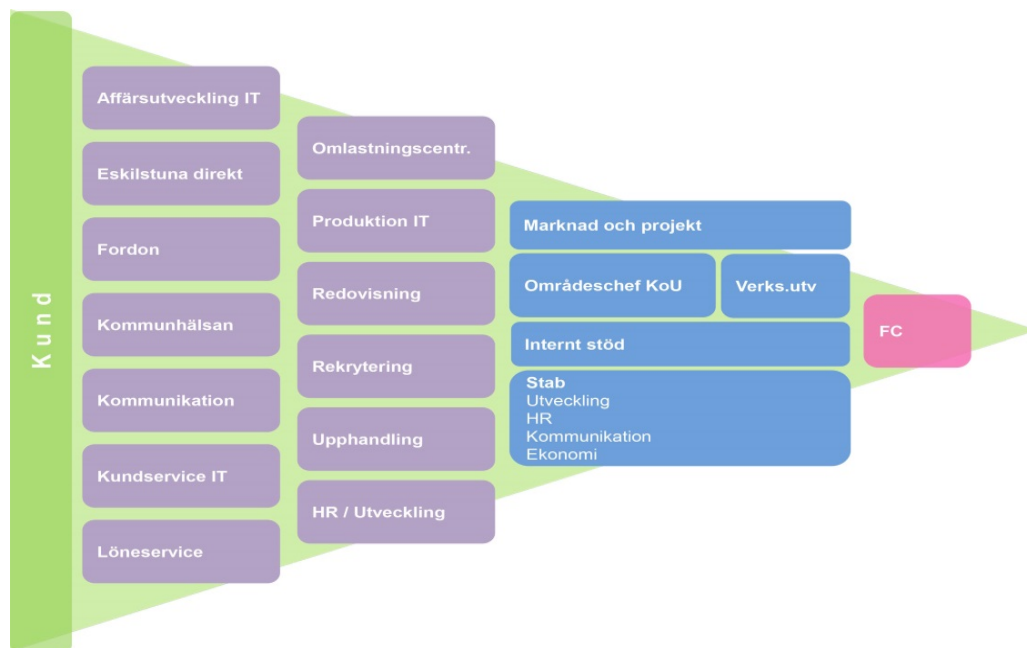 Kund
Affärsutveckling IT
Eskilstuna direkt
Fordon
Kommunhälsan
Kommunikation
Kundservice IT
Löneservice
Omlastningscentr.
Produktion IT
Redovisning
Rekrytering
Upphandling
HR / Utveckling
Marknad och projekt
Områdeschef KoU
Verks.utv
Internt stöd
Stab
Utveckling
HR
Kommunikation
Ekonomi
FC